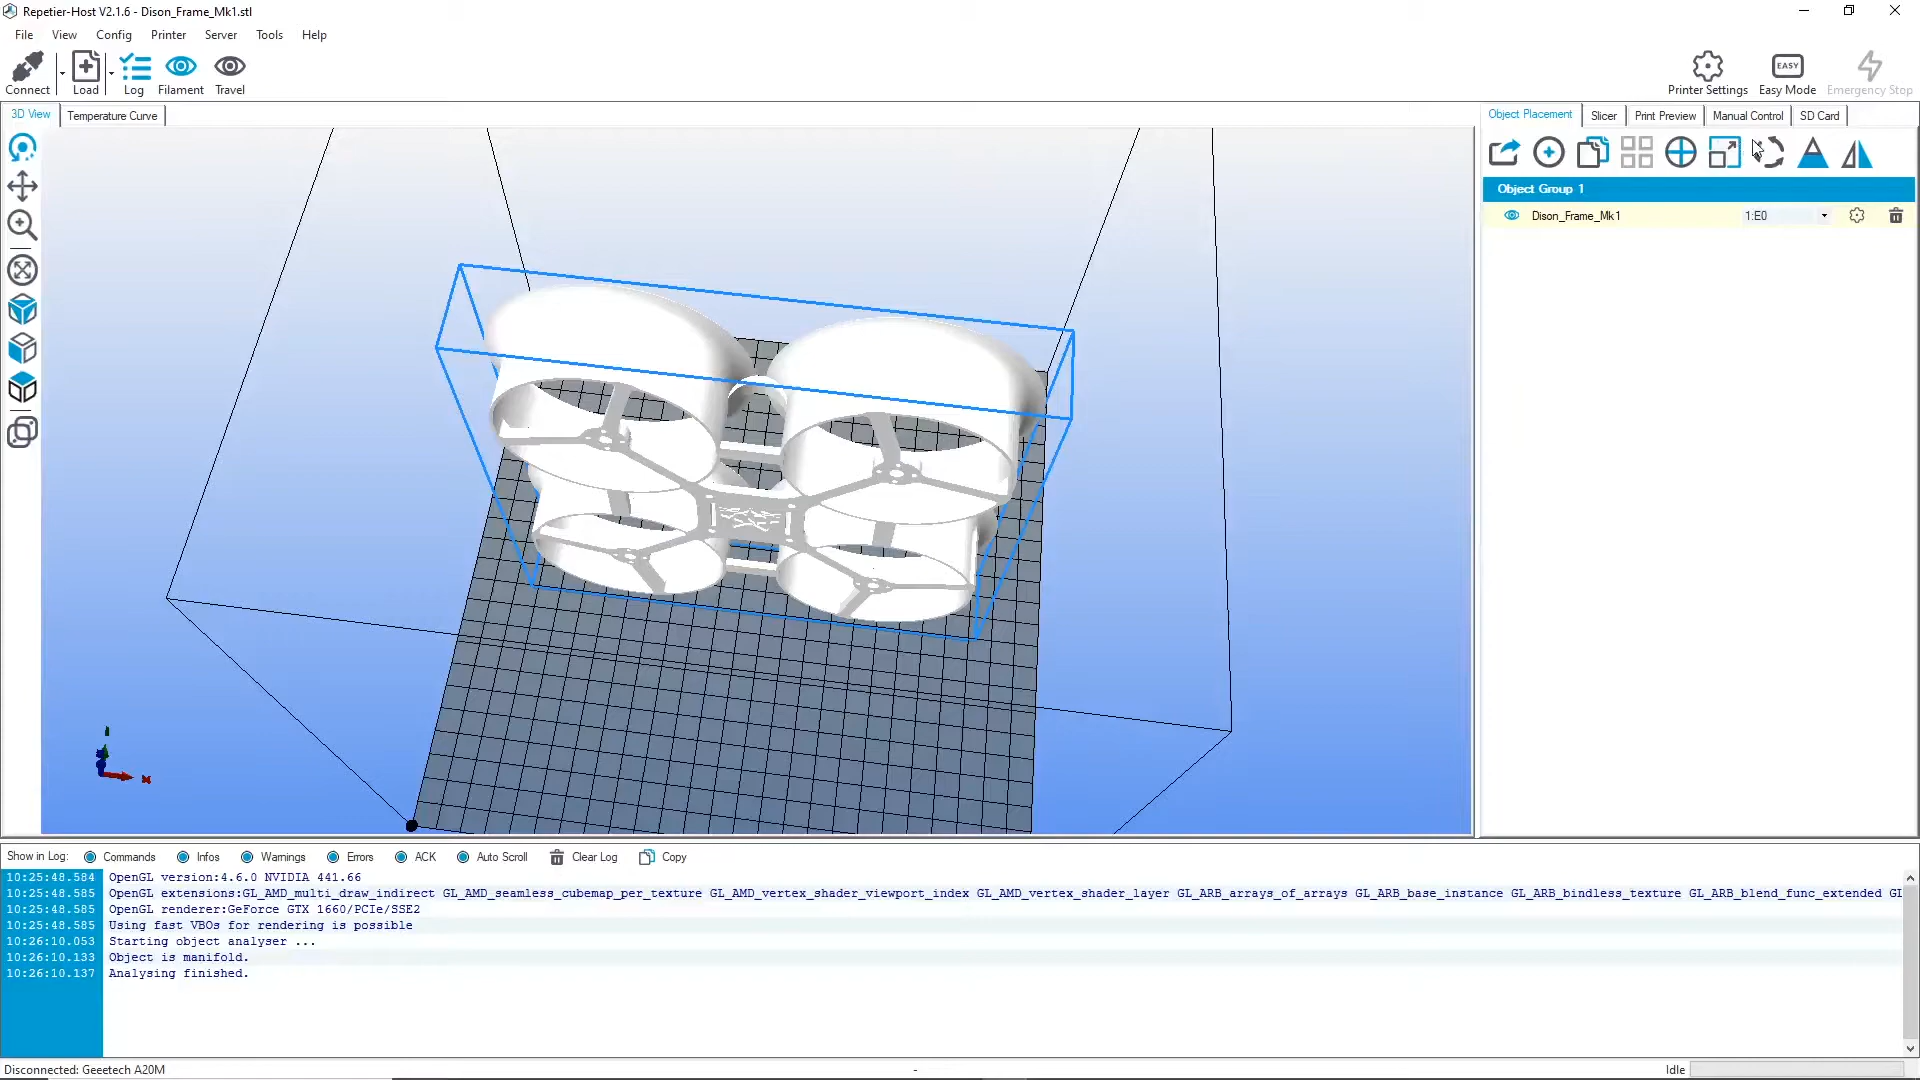 Repetier-Host V2.1.6 - Dison_Frame_Mk1.stl
File View Config Printer Server Tools Help
Connect Load Log Filament Travel Printer Settings EASY Easy Mode Emergency Stop
3D View Temperature Curve
Object Placement Slicer Print Preview Manual Control SD Card
Object Group 1
Dison_Frame_Mk1 1:E0
x
Show in Log: Commands Infos Warnings Errors ACK Auto Scroll Clear Log Copy
10:25:48.584 OpenGL version:4.6.0 NVIDIA 441.66
10:25:48.585 OpenGL extensions:GL_AMD_multi_draw_indirect GL_AMD_seamless_cubemap_per_texture GL_AMD_vertex_shader_viewport_index GL_AMD_vertex_shader_layer GL_ARB_arrays_of_arrays GL_ARB_base_instance GL_ARB_bindless_texture GL_ARB_blend_func_extended GL
10:25:48.585 OpenGL renderer:GeForce GTX 1660/PCIe/SSE2
10:25:48.585 Using fast VBOs for rendering is possible
10:26:10.053 Starting object analyser ...
10:26:10.133 Object is manifold.
10:26:10.137 Analysing finished.
Disconnected: Geeetech A20M - Idle